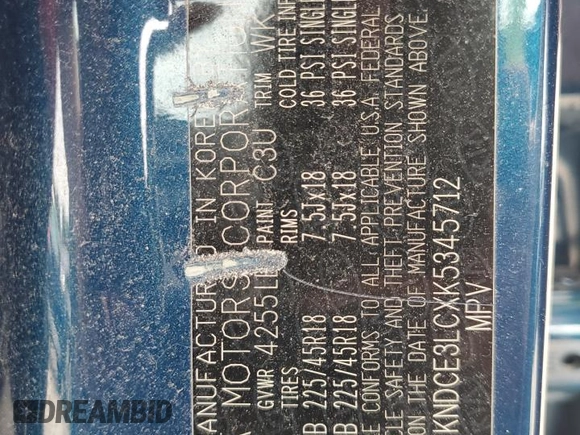 MANUFACTURED IN KOREA
MOTORS CORPORATION
GVWR 4255LB PAINT C3U TRIM WK
TIRES RIMS COLD TIRE INF
225/45R18 7.5Jx18 36 PSI SINGLE
225/45R18 7.5Jx18 36 PSI SINGLE
CONFORMS TO ALL APPLICABLE U.S.A. FEDERAL
SAFETY AND THEFT PREVENTION STANDARDS
ON THE DATE OF MANUFACTURE SHOWN ABOVE.
KNDCE3LCXK5345712
MPV
DREAMBID